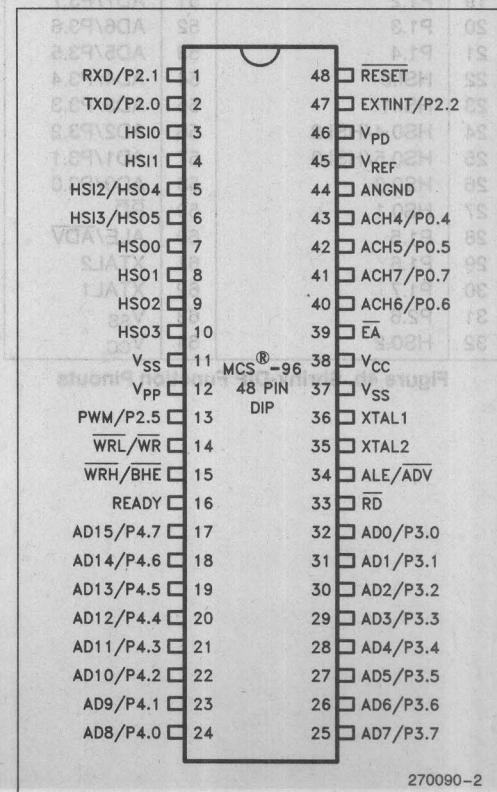 RXD/P2.1 1 48 RESET
TXD/P2.0 2 47 EXTINT/P2.2
HSI0 3 46 VPD
HSI1 4 45 VREF
HSI2/HSO4 5 44 ANGND
HSI3/HSO5 6 43 ACH4/P0.4
HSO0 7 42 ACH5/P0.5
HSO1 8 41 ACH7/P0.7
HSO2 9 40 ACH6/P0.6
HSO3 10 39 EA
VSS 11 38 VCC
MCS®-96
VPP 12 37 VSS
48 PIN
DIP
PWM/P2.5 13 36 XTAL1
WRL/WR 14 35 XTAL2
WRH/BHE 15 34 ALE/ADV
READY 16 33 RD
AD15/P4.7 17 32 AD0/P3.0
AD14/P4.6 18 31 AD1/P3.1
AD13/P4.5 19 30 AD2/P3.2
AD12/P4.4 20 29 AD3/P3.3
AD11/P4.3 21 28 AD4/P3.4
AD10/P4.2 22 27 AD5/P3.5
AD9/P4.1 23 26 AD6/P3.6
AD8/P4.0 24 25 AD7/P3.7
270090-2